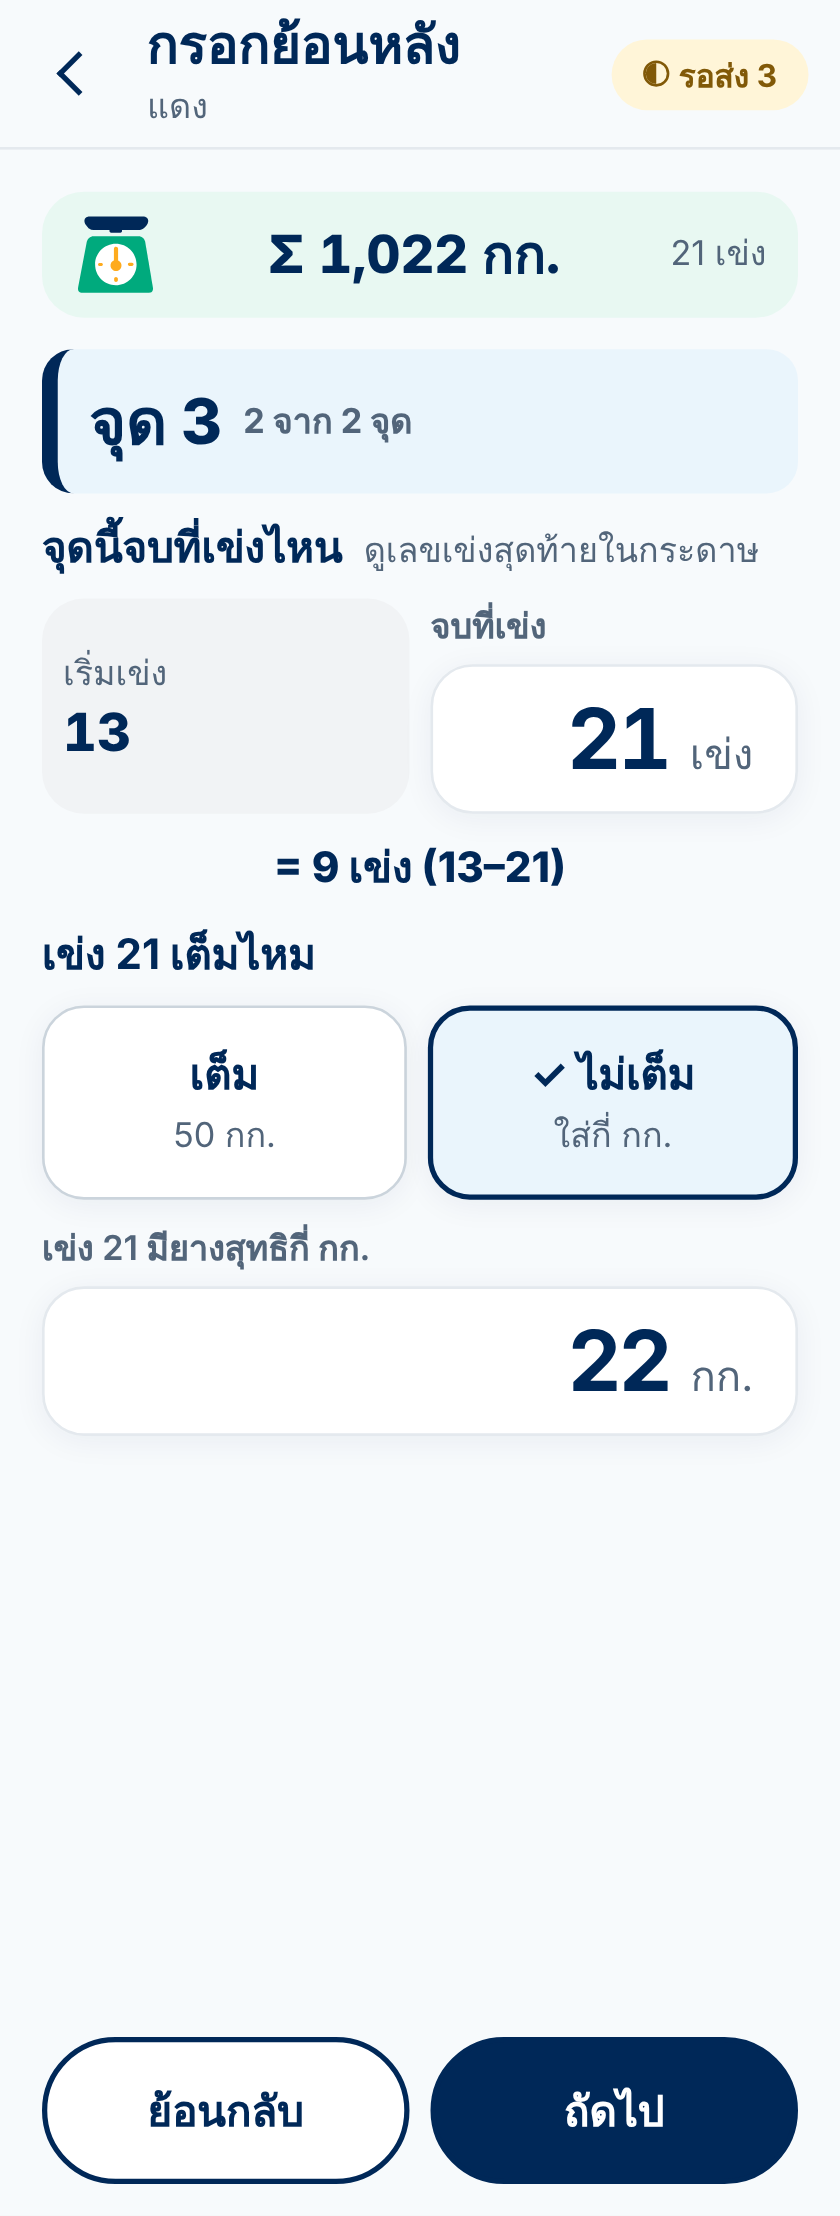 กรอกย้อนหลัง
แดง
รอส่ง 3
Σ 1,022 กก.
21 เข่ง
จุด 3 2 จาก 2 จุด
จุดนี้จบที่เข่งไหน ดูเลขเข่งสุดท้ายในกระดาษ
เริ่มเข่ง
13
จบที่เข่ง
21 เข่ง
= 9 เข่ง (13–21)
เข่ง 21 เต็มไหม
เต็ม
50 กก.
✓ ไม่เต็ม
ใส่กี่ กก.
เข่ง 21 มียางสุทธิกี่ กก.
22 กก.
ย้อนกลับ
ถัดไป